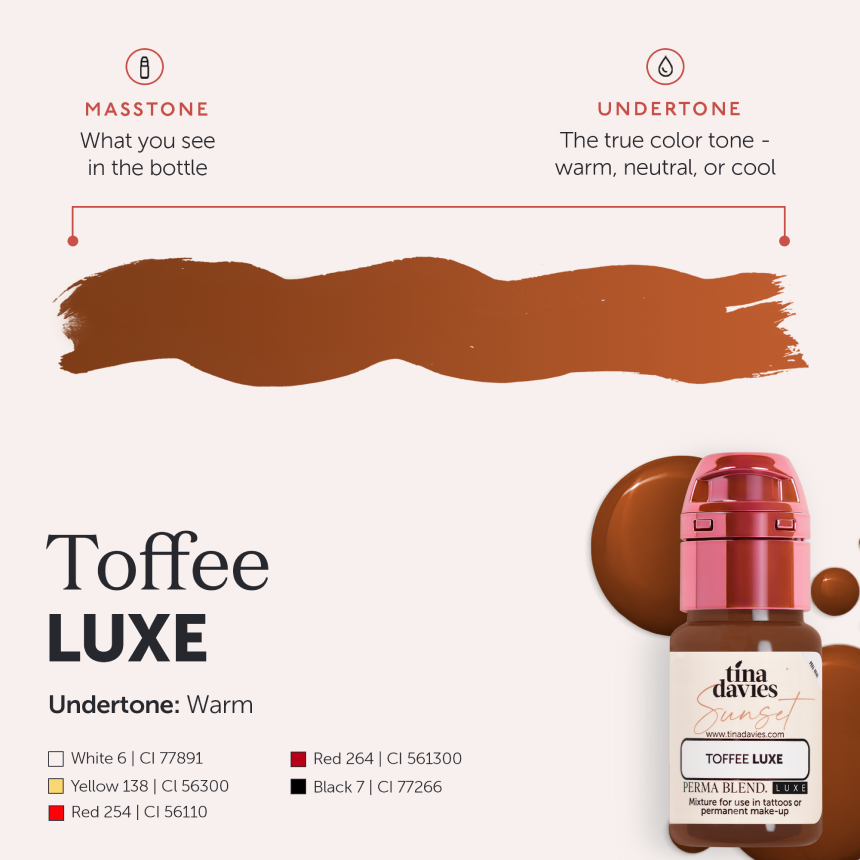 MASSTONE
What you see
in the bottle
UNDERTONE
The true color tone -
warm, neutral, or cool
Toffee
LUXE
Undertone: Warm
White 6 | CI 77891
Yellow 138 | Cl 56300
Red 254 | CI 56110
Red 264 | CI 561300
Black 7 | CI 77266
tina
davies
Sunset
www.tinadavies.com
TOFFEE LUXE
PERMA BLEND. LUXE
Mixture for use in tattoos or
permanent make-up